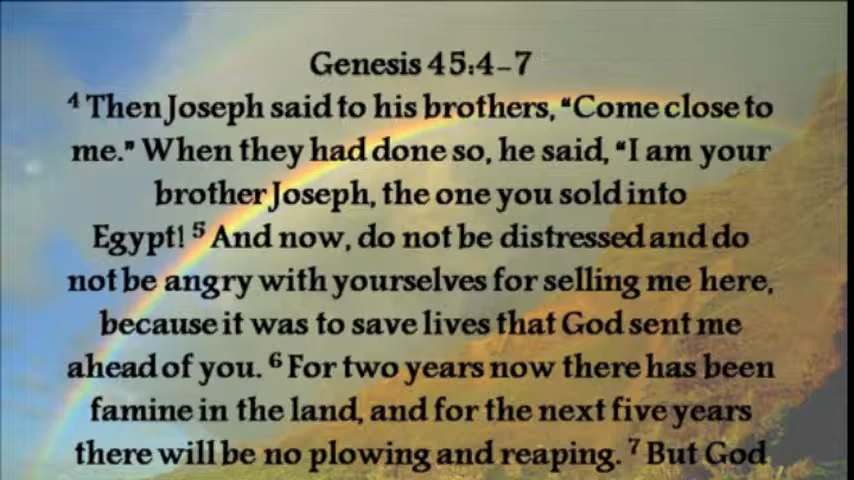 Genesis 45:4-7
⁴ Then Joseph said to his brothers, “Come close to
me.” When they had done so, he said, “I am your
brother Joseph, the one you sold into
Egypt! ⁵ And now, do not be distressed and do
not be angry with yourselves for selling me here,
because it was to save lives that God sent me
ahead of you. ⁶ For two years now there has been
famine in the land, and for the next five years
there will be no plowing and reaping. ⁷ But God